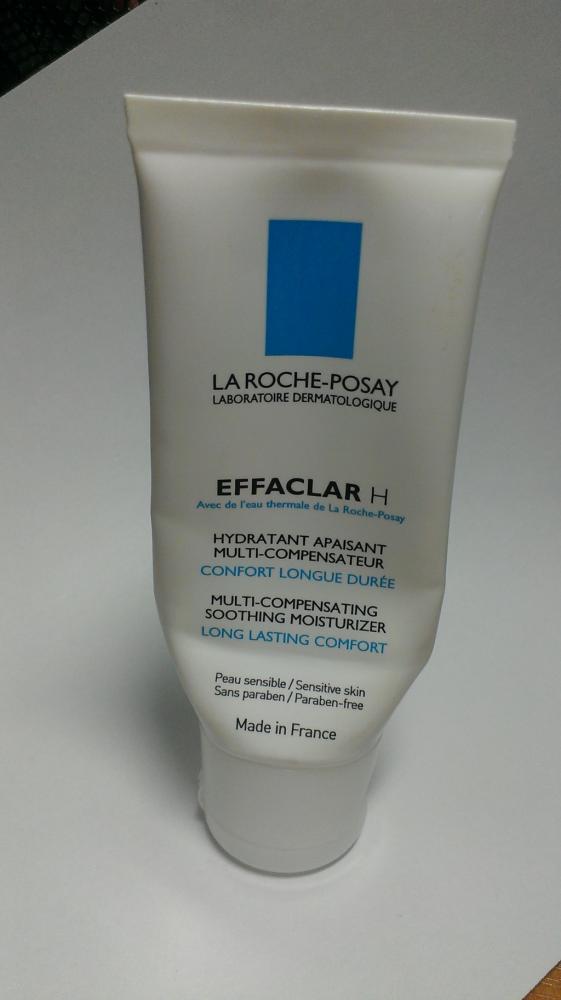 LA ROCHE-POSAY
LABORATOIRE DERMATOLOGIQUE
EFFACLAR H
Avec de l'eau thermale de La Roche-Posay
HYDRATANT APAISANT
MULTI-COMPENSATEUR
CONFORT LONGUE DURÉE
MULTI-COMPENSATING
SOOTHING MOISTURIZER
LONG LASTING COMFORT
Peau sensible / Sensitive skin
Sans paraben / Paraben-free
Made in France